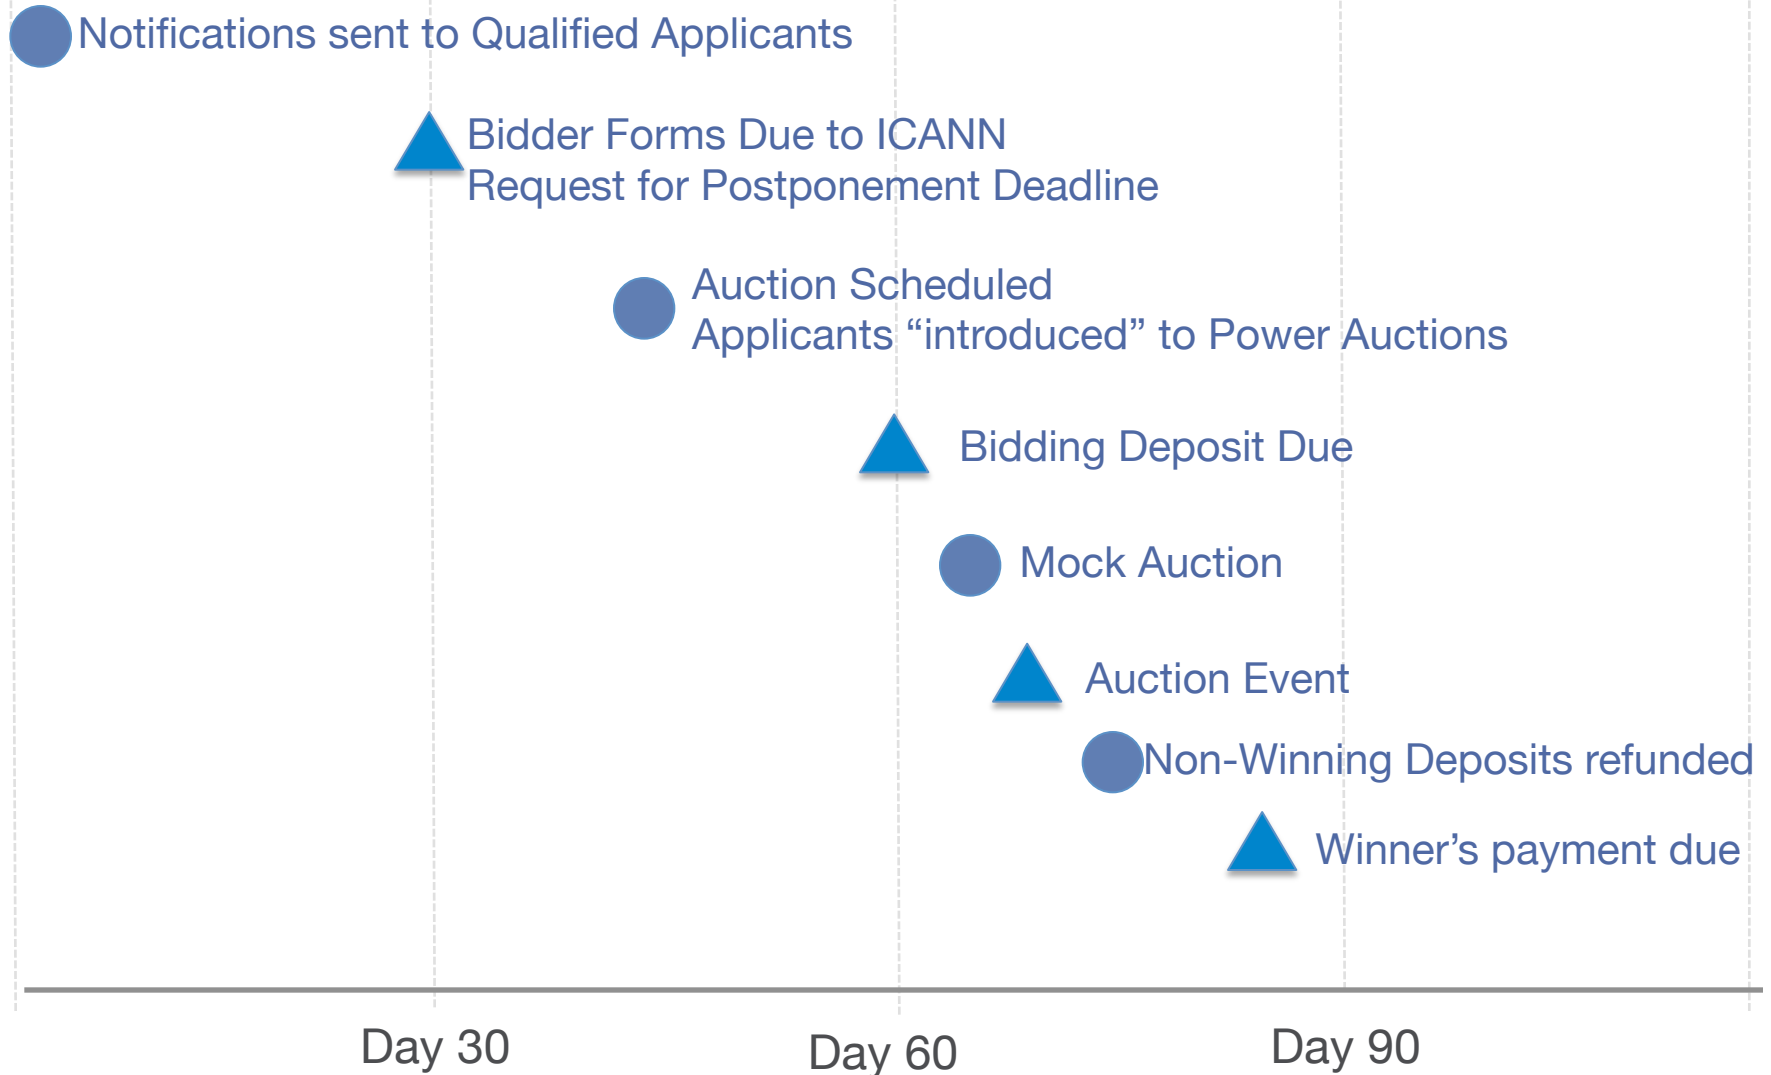 Notifications sent to Qualified Applicants
Bidder Forms Due to ICANN
Request for Postponement Deadline
Auction Scheduled
Applicants “introduced” to Power Auctions
Bidding Deposit Due
Mock Auction
Auction Event
Non-Winning Deposits refunded
Winner’s payment due
Day 30
Day 60
Day 90